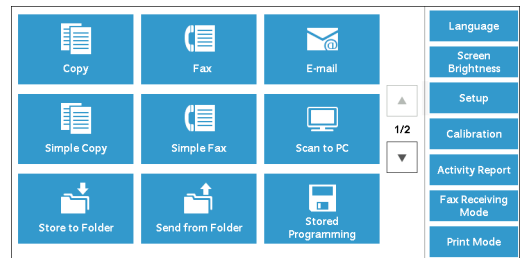 Copy
Fax
E-mail
Simple Copy
Simple Fax
Scan to PC
Store to Folder
Send from Folder
Stored
Programming
1/2
Language
Screen
Brightness
Setup
Calibration
Activity Report
Fax Receiving
Mode
Print Mode